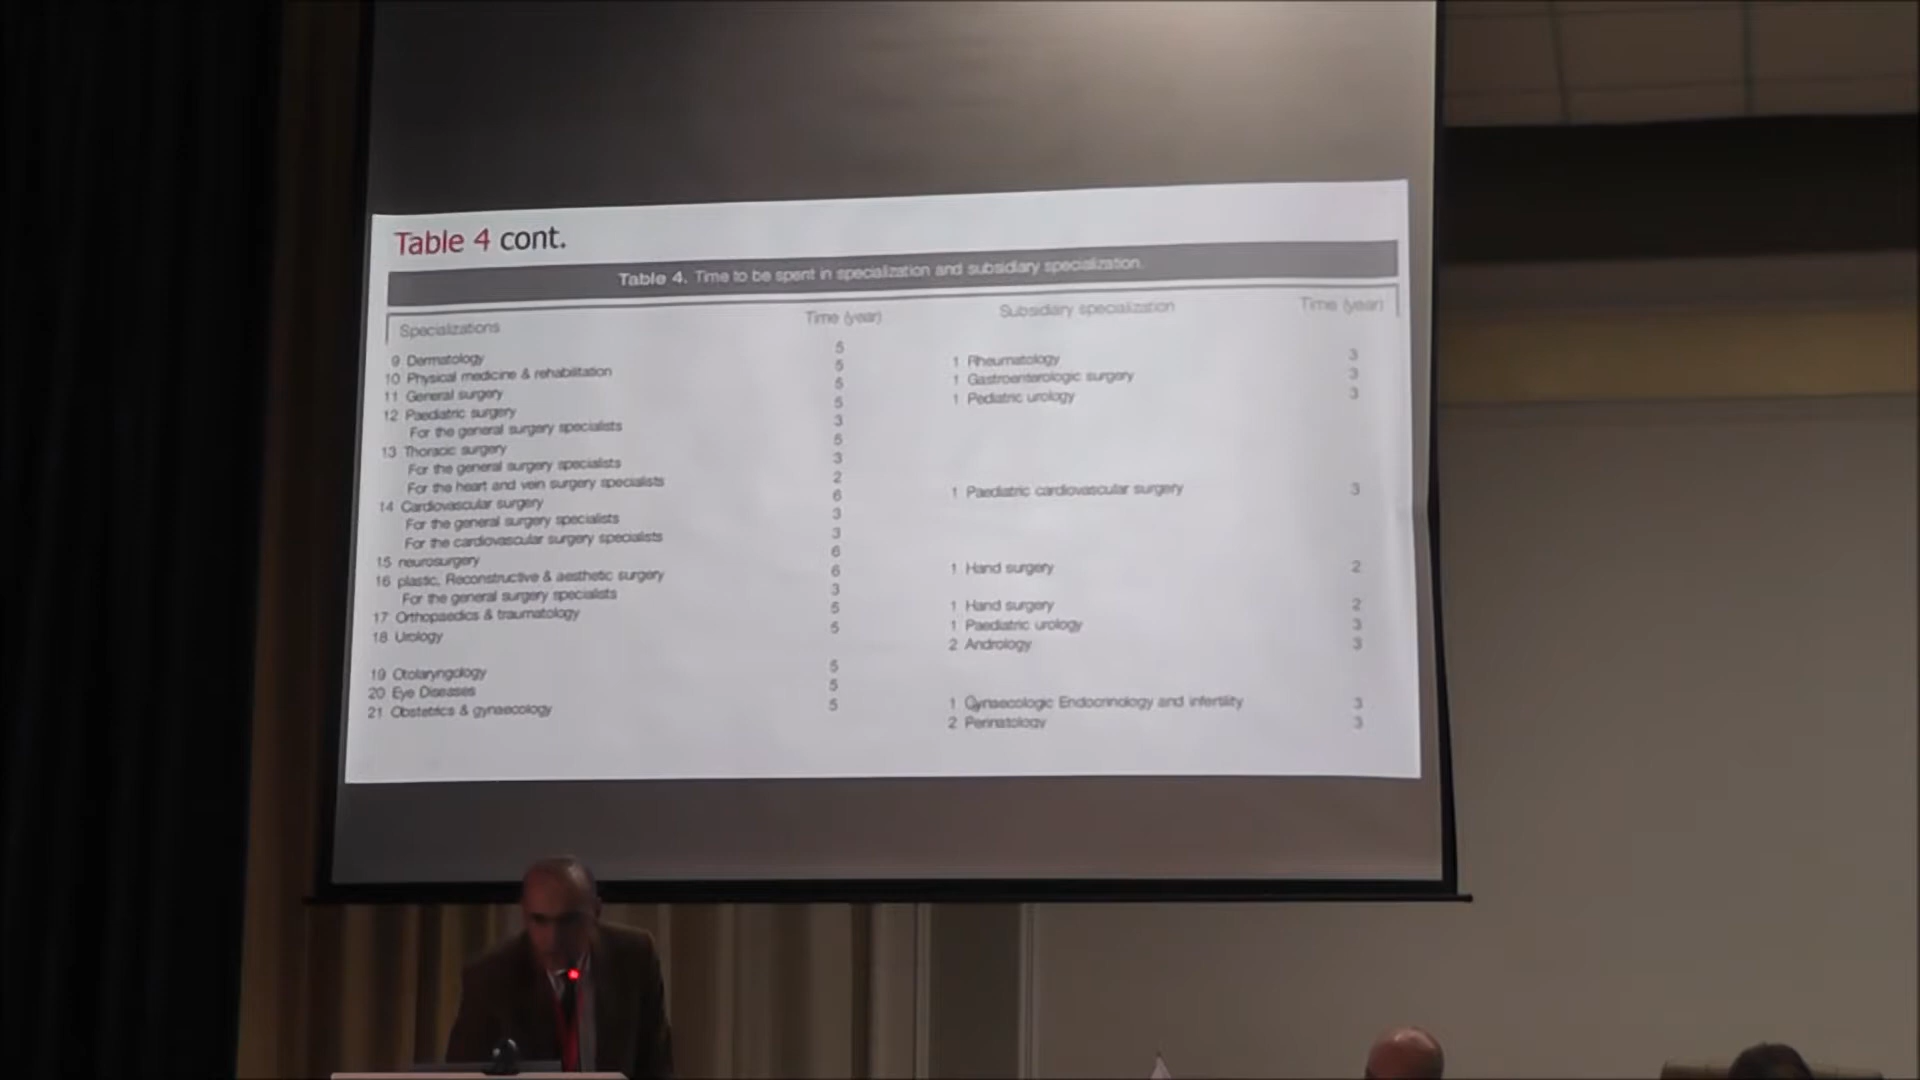 Table 4 cont.
Table 4. Time to be spent in specialization and subsidiary specialization.
Specializations Time (year) Subsidiary specialization Time (year)
9 Dermatology 5
10 Physical medicine & rehabilitation 5 1 Rheumatology 3
11 General surgery 5 1 Gastroenterologic surgery 3
12 Paediatric surgery 5 1 Pediatric urology 3
For the general surgery specialists 3
13 Thoracic surgery 5
For the general surgery specialists 3
For the heart and vein surgery specialists 2
14 Cardiovascular surgery 6 1 Paediatric cardiovascular surgery 3
For the general surgery specialists 3
For the cardiovascular surgery specialists 3
15 neurosurgery 6
16 plastic, Reconstructive & aesthetic surgery 6 1 Hand surgery 2
For the general surgery specialists 3
17 Orthopaedics & traumatology 5 1 Hand surgery 2
18 Urology 5 1 Paediatric urology 3
2 Andrology 3
19 Otolaryngology 5
20 Eye Diseases 5
21 Obstetrics & gynaecology 5 1 Gynaecologic Endocrinology and infertility 3
2 Perinatology 3